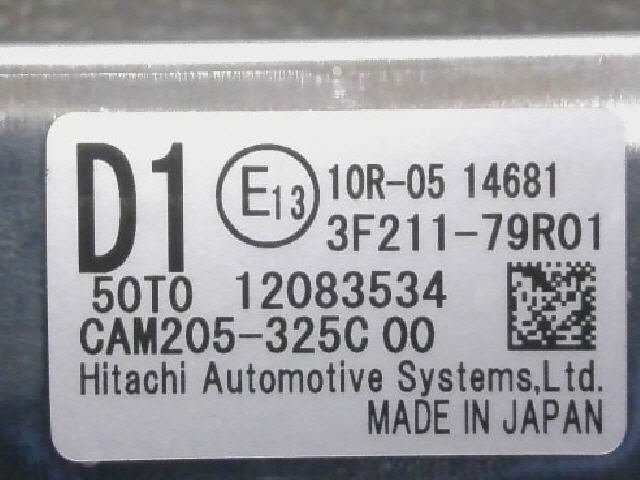 D1 E13 10R-05 14681
3F211-79R01
50T0 12083534
CAM205-325C 00
Hitachi Automotive Systems,Ltd.
MADE IN JAPAN